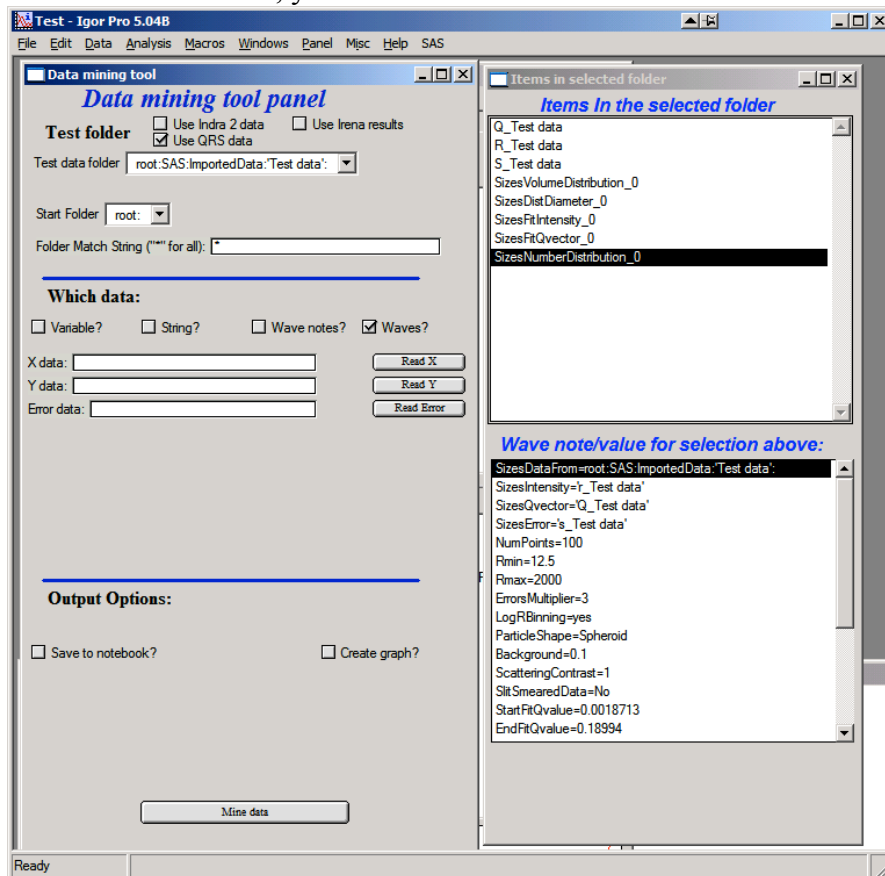 Test - Igor Pro 5.04B
File Edit Data Analysis Macros Windows Panel Misc Help SAS
Data mining tool
Data mining tool panel
Test folder
Use Indra 2 data
Use Irena results
Use QRS data
Test data folder root:SAS:ImportedData:'Test data':
Start Folder root:
Folder Match String ("*" for all): *
Which data:
Variable? String? Wave notes? Waves?
X data: Read X
Y data: Read Y
Error data: Read Error
Output Options:
Save to notebook? Create graph?
Mine data
Items in selected folder
Items In the selected folder
Q_Test data
R_Test data
S_Test data
SizesVolumeDistribution_0
SizesDistDiameter_0
SizesFitIntensity_0
SizesFitQvector_0
SizesNumberDistribution_0
Wave note/value for selection above:
SizesDataFrom=root:SAS:ImportedData:'Test data':
SizesIntensity='r_Test data'
SizesQvector='Q_Test data'
SizesError='s_Test data'
NumPoints=100
Rmin=12.5
Rmax=2000
ErrorsMultiplier=3
LogRBinning=yes
ParticleShape=Spheroid
Background=0.1
ScatteringContrast=1
SlitSmearedData=No
StartFitQvalue=0.0018713
EndFitQvalue=0.18994
Ready